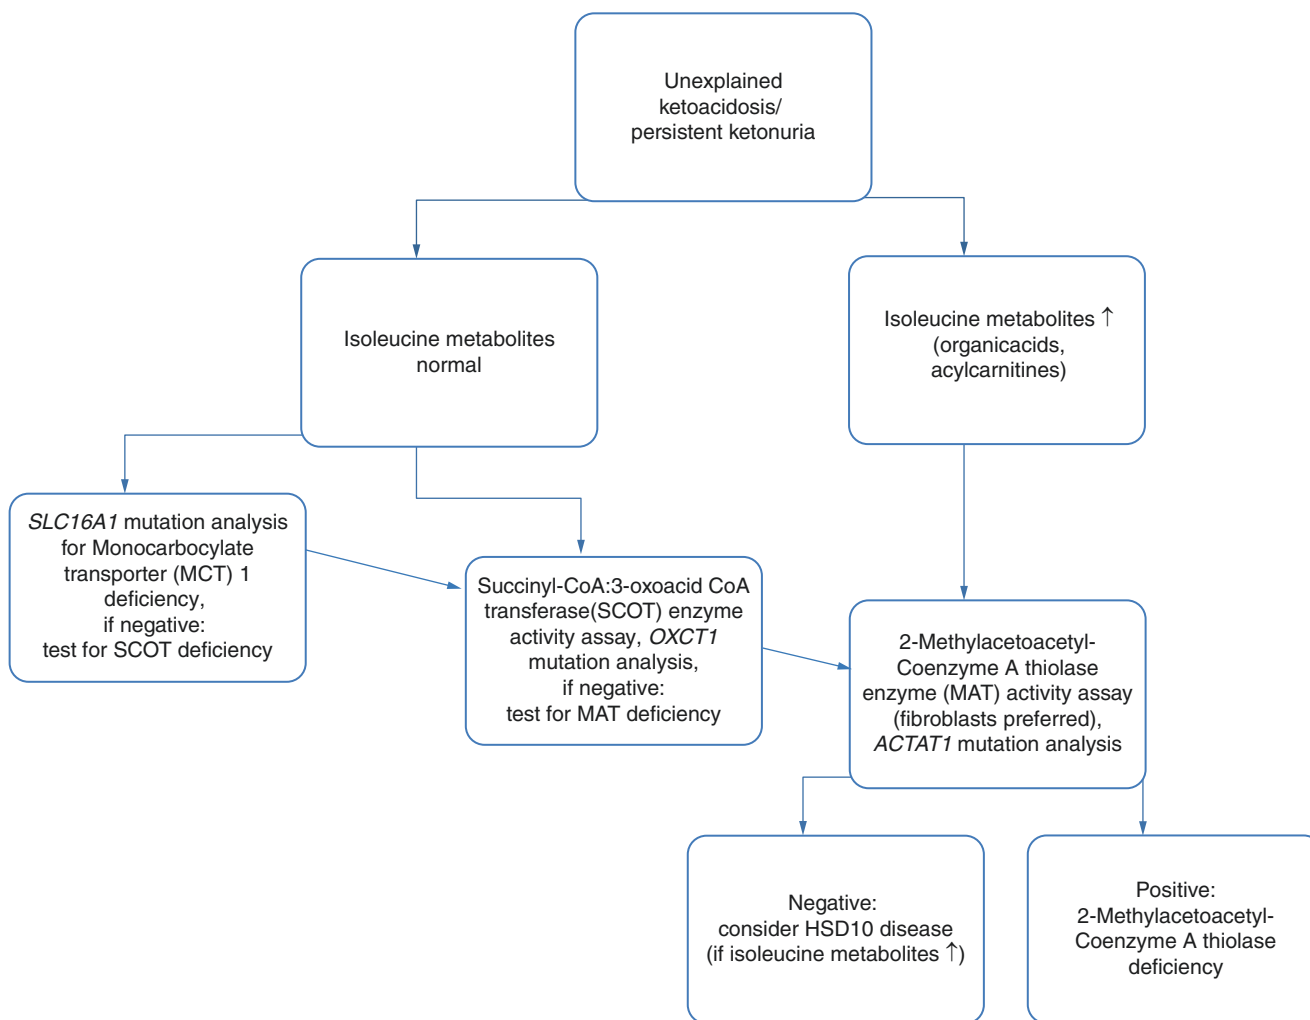 Unexplained
ketoacidosis/
persistent ketonuria
Isoleucine metabolites
normal
Isoleucine metabolites ↑
(organicacids,
acylcarnitines)
SLC16A1 mutation analysis
for Monocarbocylate
transporter (MCT) 1
deficiency,
if negative:
test for SCOT deficiency
Succinyl-CoA:3-oxoacid CoA
transferase(SCOT) enzyme
activity assay, OXCT1
mutation analysis,
if negative:
test for MAT deficiency
2-Methylacetoacetyl-
Coenzyme A thiolase
enzyme (MAT) activity assay
(fibroblasts preferred),
ACTAT1 mutation analysis
Negative:
consider HSD10 disease
(if isoleucine metabolites ↑)
Positive:
2-Methylacetoacetyl-
Coenzyme A thiolase
deficiency